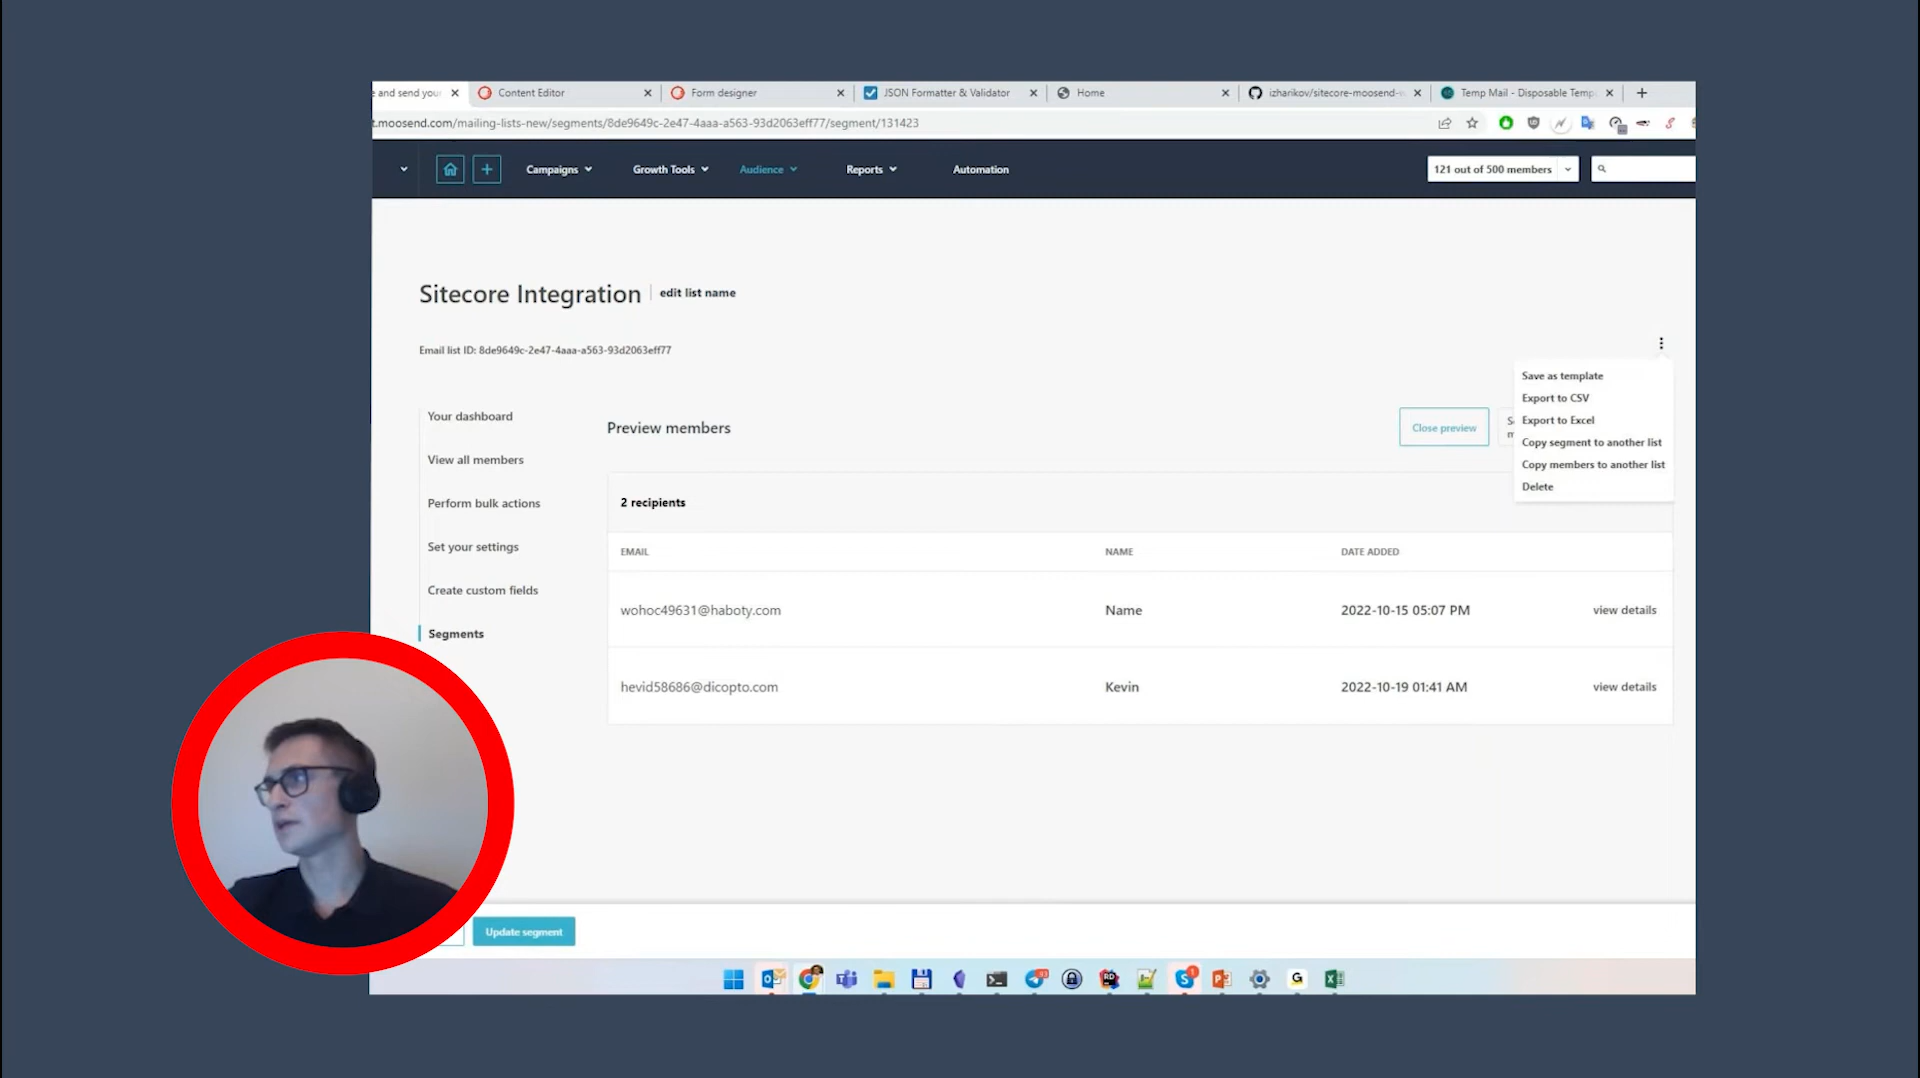 e and send your
Content Editor
Form designer
JSON Formatter & Validator
Home
izharikov/sitecore-moosend-
Temp Mail - Disposable Temp
t.moosend.com/mailing-lists-new/segments/8de9649c-2e47-4aaa-a563-93d2063eff77/segment/131423
Campaigns
Growth Tools
Audience
Reports
Automation
121 out of 500 members
Sitecore Integration
edit list name
Email list ID: 8de9649c-2e47-4aaa-a563-93d2063eff77
Save as template
Export to CSV
Export to Excel
Copy segment to another list
Copy members to another list
Delete
Your dashboard
View all members
Perform bulk actions
Set your settings
Create custom fields
Segments
Preview members
Close preview
2 recipients
EMAIL NAME DATE ADDED
wohoc49631@haboty.com Name 2022-10-15 05:07 PM view details
hevid58686@dicopto.com Kevin 2022-10-19 01:41 AM view details
Update segment